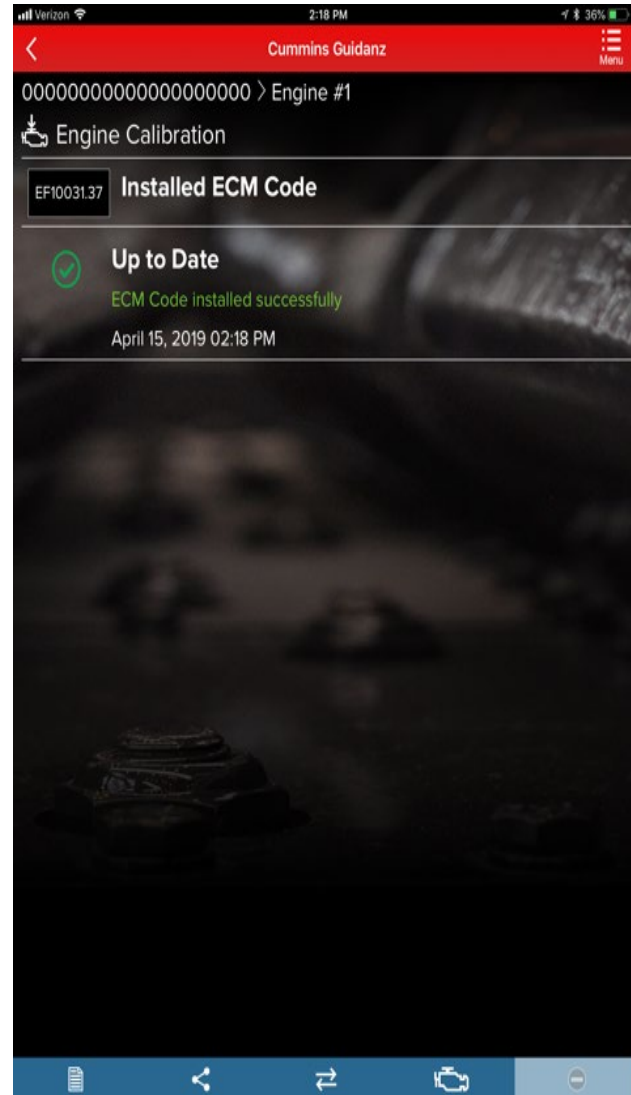 Verizon 2:18 PM 36%
Cummins Guidanz
Menu
00000000000000000000 〉Engine #1
Engine Calibration
EF10031.37 Installed ECM Code
Up to Date
ECM Code installed successfully
April 15, 2019 02:18 PM